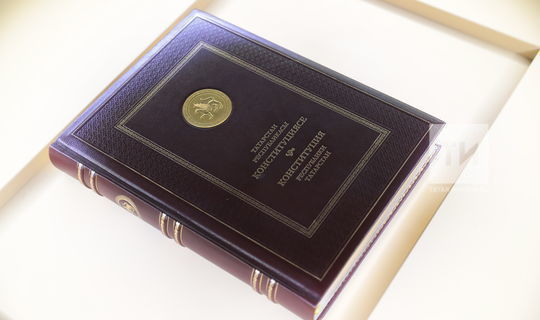 ТАТАРСТАН
РЕСПУБЛИКАСЫ
КОНСТИТУЦИЯСЕ
КОНСТИТУЦИЯ
РЕСПУБЛИКИ
ТАТАРСТАН